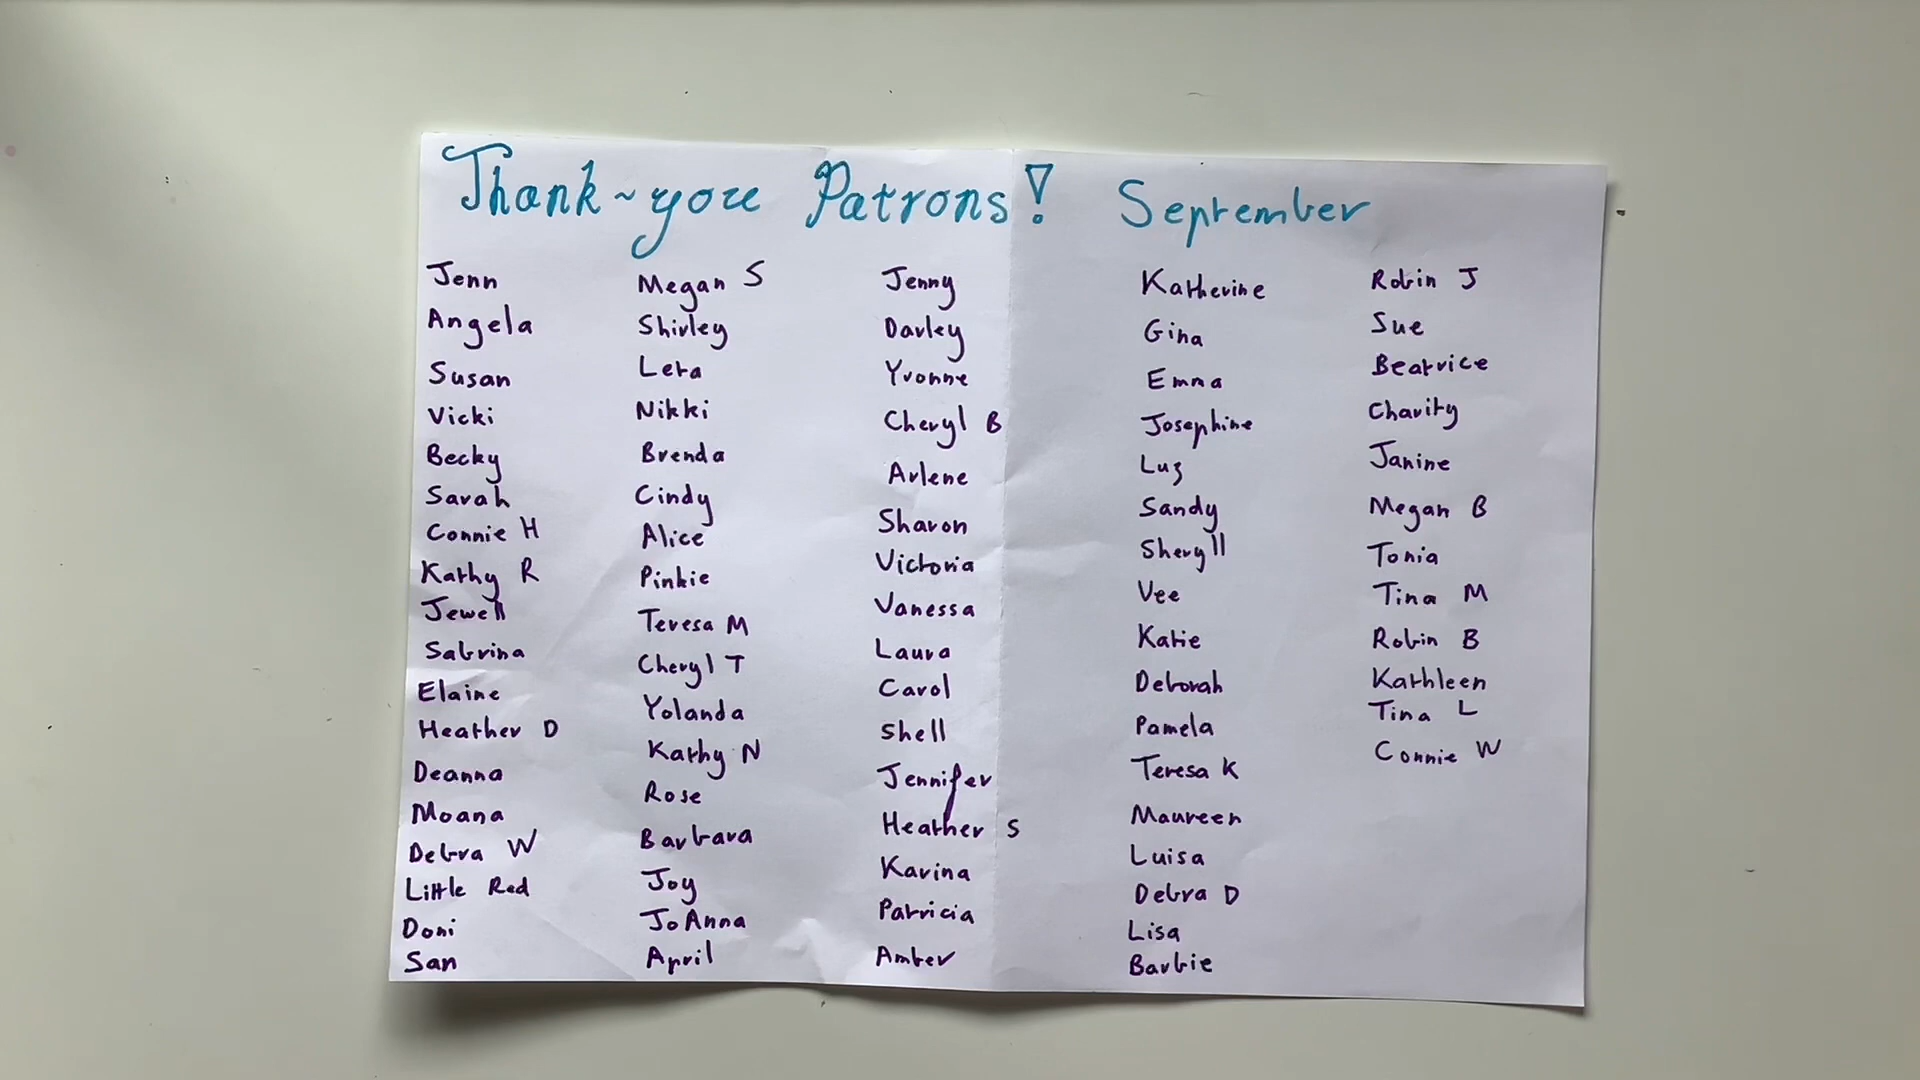 Thank~you Patrons! September
Jenn
Angela
Susan
Vicki
Becky
Sarah
Connie H
Kathy R
Jewell
Sabrina
Elaine
Heather D
Deanna
Moana
Debra W
Little Red
Doni
San
Megan S
Shirley
Leta
Nikki
Brenda
Cindy
Alice
Pinkie
Teresa M
Cheryl T
Yolanda
Kathy N
Rose
Barbara
Joy
JoAnna
April
Jenny
Darley
Yvonne
Cheryl B
Arlene
Sharon
Victoria
Vanessa
Laura
Carol
Shell
Jennifer
Heather S
Karina
Patricia
Amber
Katherine
Gina
Emma
Josephine
Luz
Sandy
Sheryll
Vee
Katie
Deborah
Pamela
Teresa K
Maureen
Luisa
Debra D
Lisa
Barbie
Robin J
Sue
Beatrice
Charity
Janine
Megan B
Tonia
Tina M
Robin B
Kathleen
Tina L
Connie W